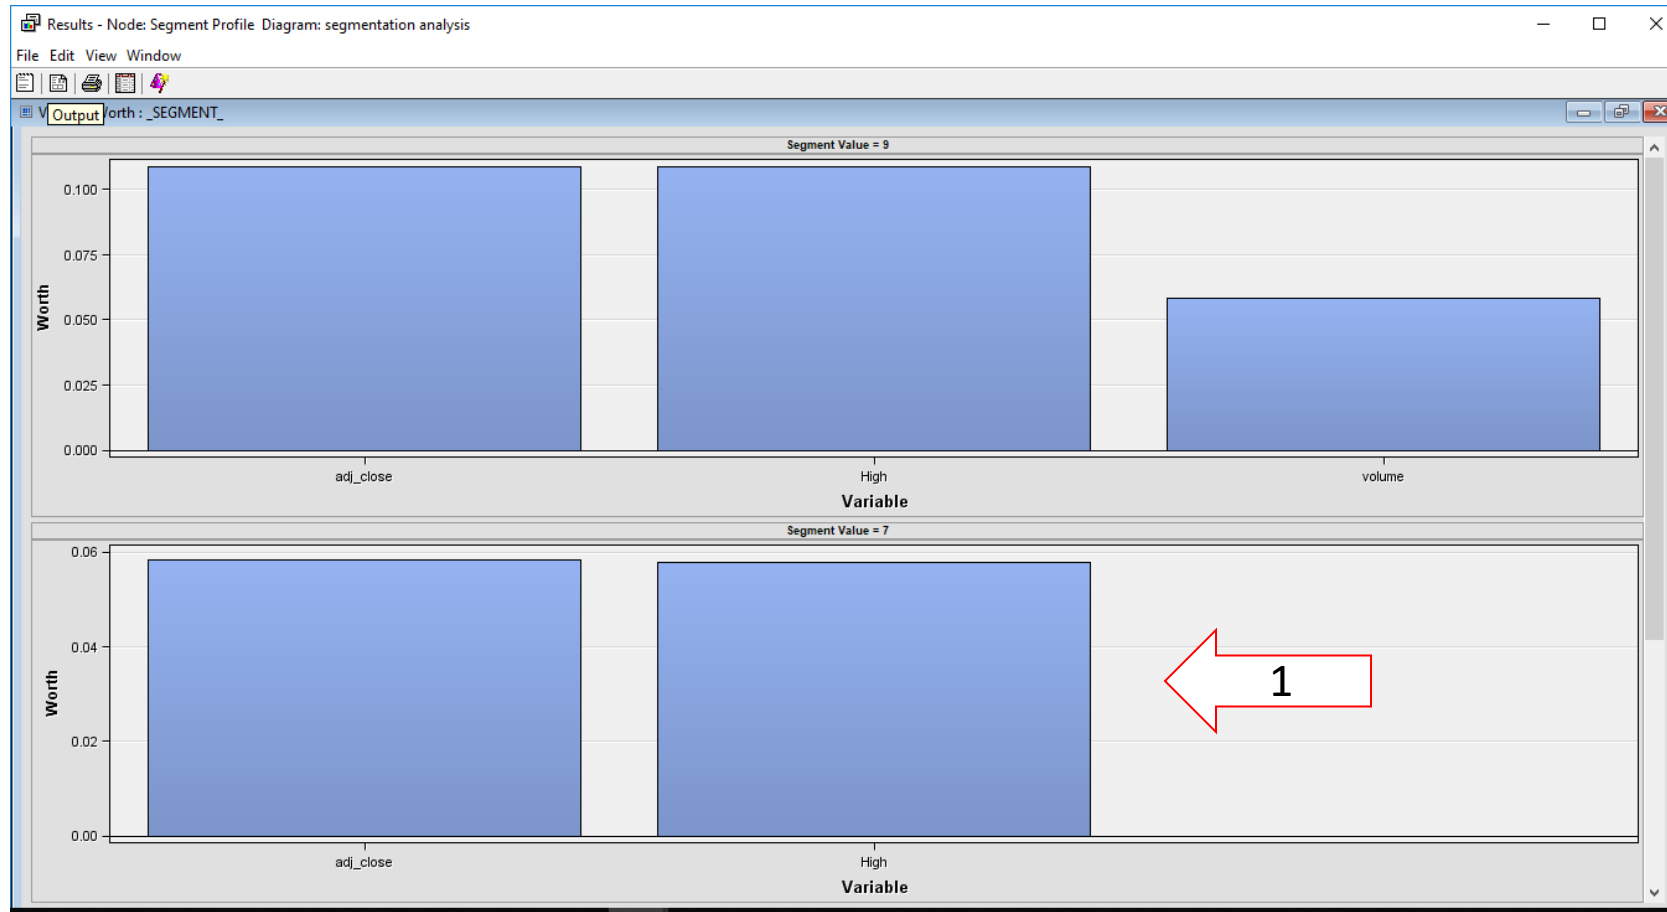 Results - Node: Segment Profile Diagram: segmentation analysis
File Edit View Window
Output
orth : _SEGMENT_
Segment Value = 9
Worth
0.100
0.075
0.050
0.025
0.000
adj_close High volume
Variable
Segment Value = 7
Worth
0.06
0.04
0.02
0.00
1
adj_close High
Variable